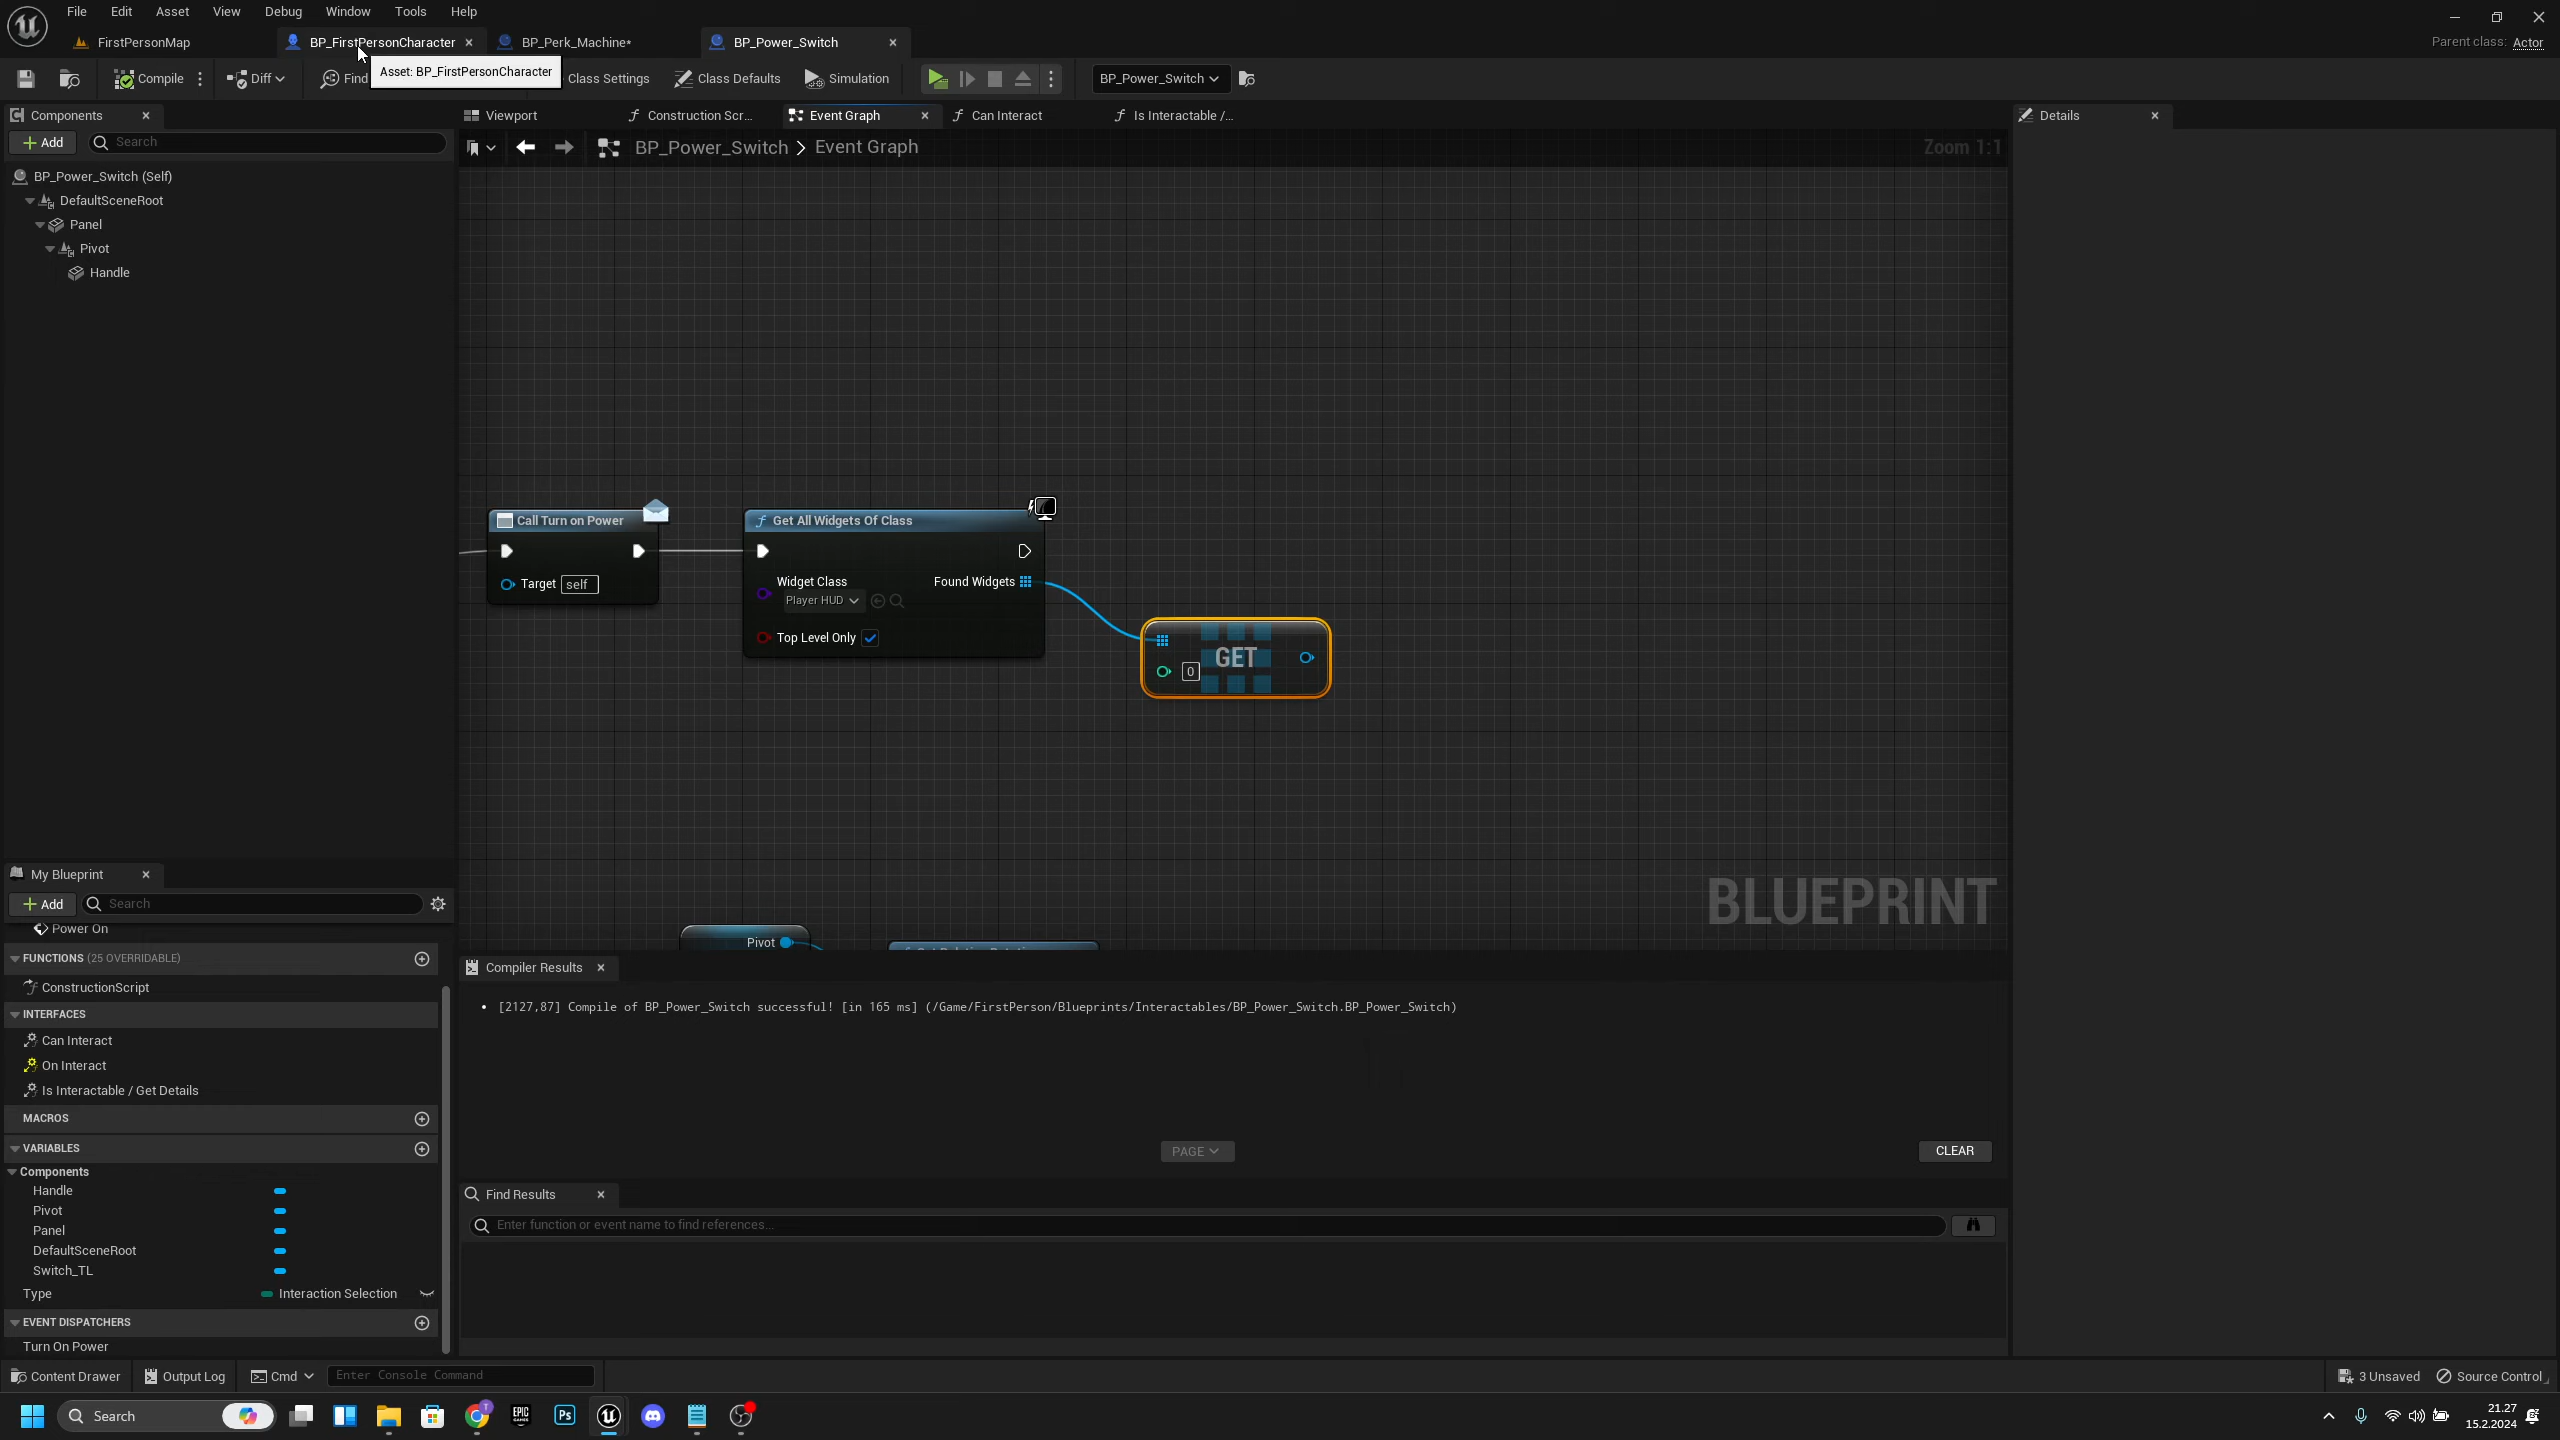 File Edit Asset View Debug Window Tools Help
FirstPersonMap BP_FirstPersonCharacter BP_Perk_Machine* BP_Power_Switch Parent class: Actor
Compile Diff Find Asset: BP_FirstPersonCharacter Class Settings Class Defaults Simulation BP_Power_Switch
Components Viewport Construction Scr... Event Graph Can Interact Is Interactable /... Details
Add Search BP_Power_Switch > Event Graph Zoom 1:1
BP_Power_Switch (Self)
DefaultSceneRoot
Panel
Pivot
Handle
Call Turn on Power Get All Widgets Of Class
Target self Widget Class Found Widgets
Player HUD
Top Level Only
GET
0
My Blueprint
Add Search
BLUEPRINT
Pivot
Power On
FUNCTIONS (25 OVERRIDABLE)
ConstructionScript
INTERFACES
Can Interact
On Interact
Is Interactable / Get Details
MACROS
VARIABLES
Components
Handle
Pivot
Panel
DefaultSceneRoot
Switch_TL
Type Interaction Selection
EVENT DISPATCHERS
Turn On Power
Compiler Results
• [2127,87] Compile of BP_Power_Switch successful! [in 165 ms] (/Game/FirstPerson/Blueprints/Interactables/BP_Power_Switch.BP_Power_Switch)
PAGE CLEAR
Find Results
Enter function or event name to find references...
Content Drawer Output Log Cmd Enter Console Command 3 Unsaved Source Control
Search EPIC GAMES Ps 21.27
15.2.2024